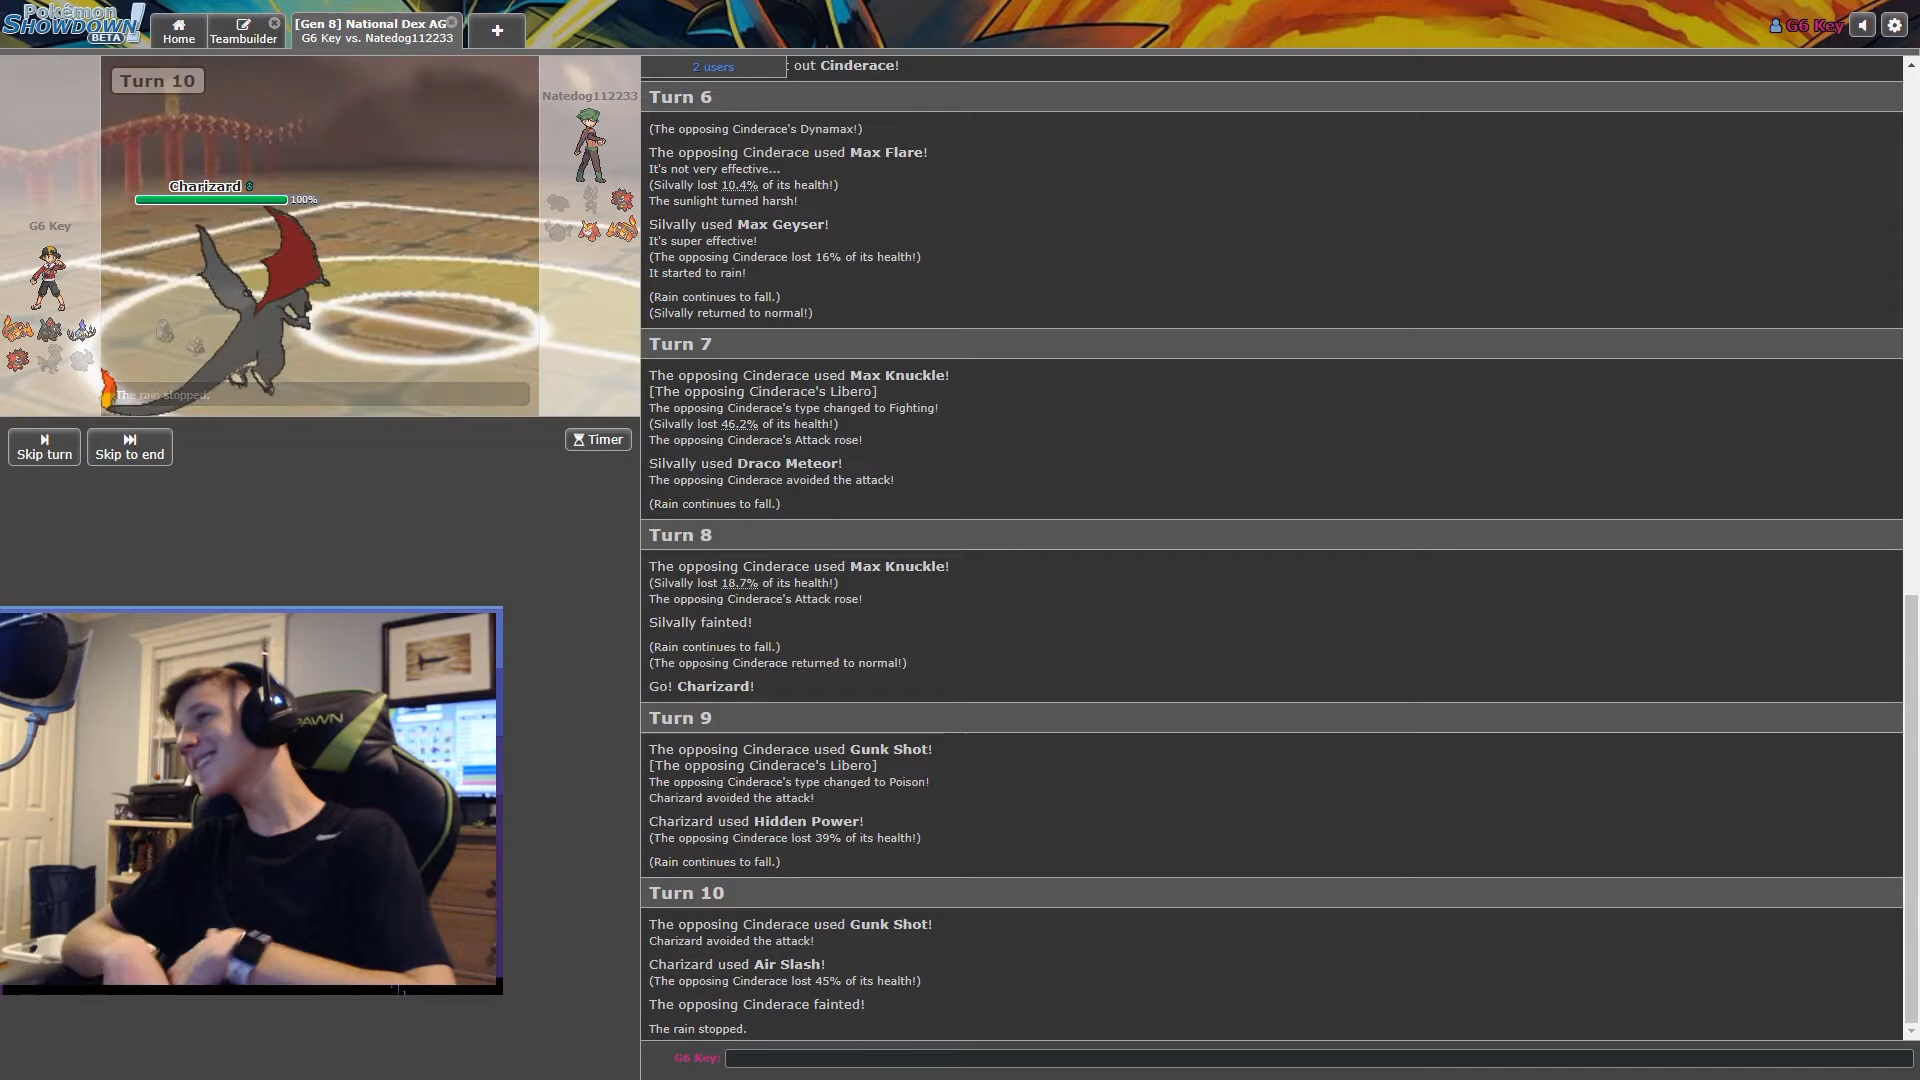 Pokémon
SHOWDOWN!
BETA
Home
Teambuilder
[Gen 8] National Dex AG
G6 Key vs. Natedog112233
+
G6 Key
Turn 10
Natedog112233
Charizard
100%
G6 Key
The rain stopped.
Skip turn
Skip to end
Timer
2 users
out Cinderace!
Turn 6
(The opposing Cinderace's Dynamax!)
The opposing Cinderace used Max Flare!
It's not very effective...
(Silvally lost 10.4% of its health!)
The sunlight turned harsh!
Silvally used Max Geyser!
It's super effective!
(The opposing Cinderace lost 16% of its health!)
It started to rain!
(Rain continues to fall.)
(Silvally returned to normal!)
Turn 7
The opposing Cinderace used Max Knuckle!
[The opposing Cinderace's Libero]
The opposing Cinderace's type changed to Fighting!
(Silvally lost 46.2% of its health!)
The opposing Cinderace's Attack rose!
Silvally used Draco Meteor!
The opposing Cinderace avoided the attack!
(Rain continues to fall.)
Turn 8
The opposing Cinderace used Max Knuckle!
(Silvally lost 18.7% of its health!)
The opposing Cinderace's Attack rose!
Silvally fainted!
(Rain continues to fall.)
(The opposing Cinderace returned to normal!)
Go! Charizard!
Turn 9
The opposing Cinderace used Gunk Shot!
[The opposing Cinderace's Libero]
The opposing Cinderace's type changed to Poison!
Charizard avoided the attack!
Charizard used Hidden Power!
(The opposing Cinderace lost 39% of its health!)
(Rain continues to fall.)
Turn 10
The opposing Cinderace used Gunk Shot!
Charizard avoided the attack!
Charizard used Air Slash!
(The opposing Cinderace lost 45% of its health!)
The opposing Cinderace fainted!
The rain stopped.
G6 Key: